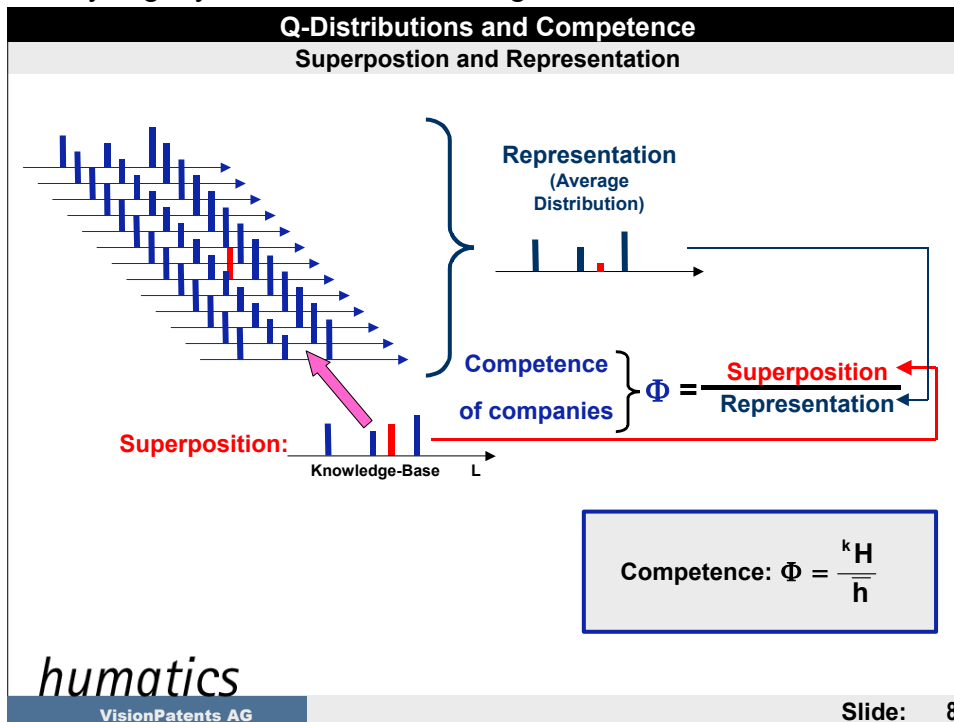 Q-Distributions and Competence
Superpostion and Representation
Representation
(Average
Distribution)
Competence
of companies
Φ =
Superposition
Representation
Superposition:
Knowledge-Base L
Competence: Φ = ᵏH / h̅
humatics
VisionPatents AG
Slide: 8